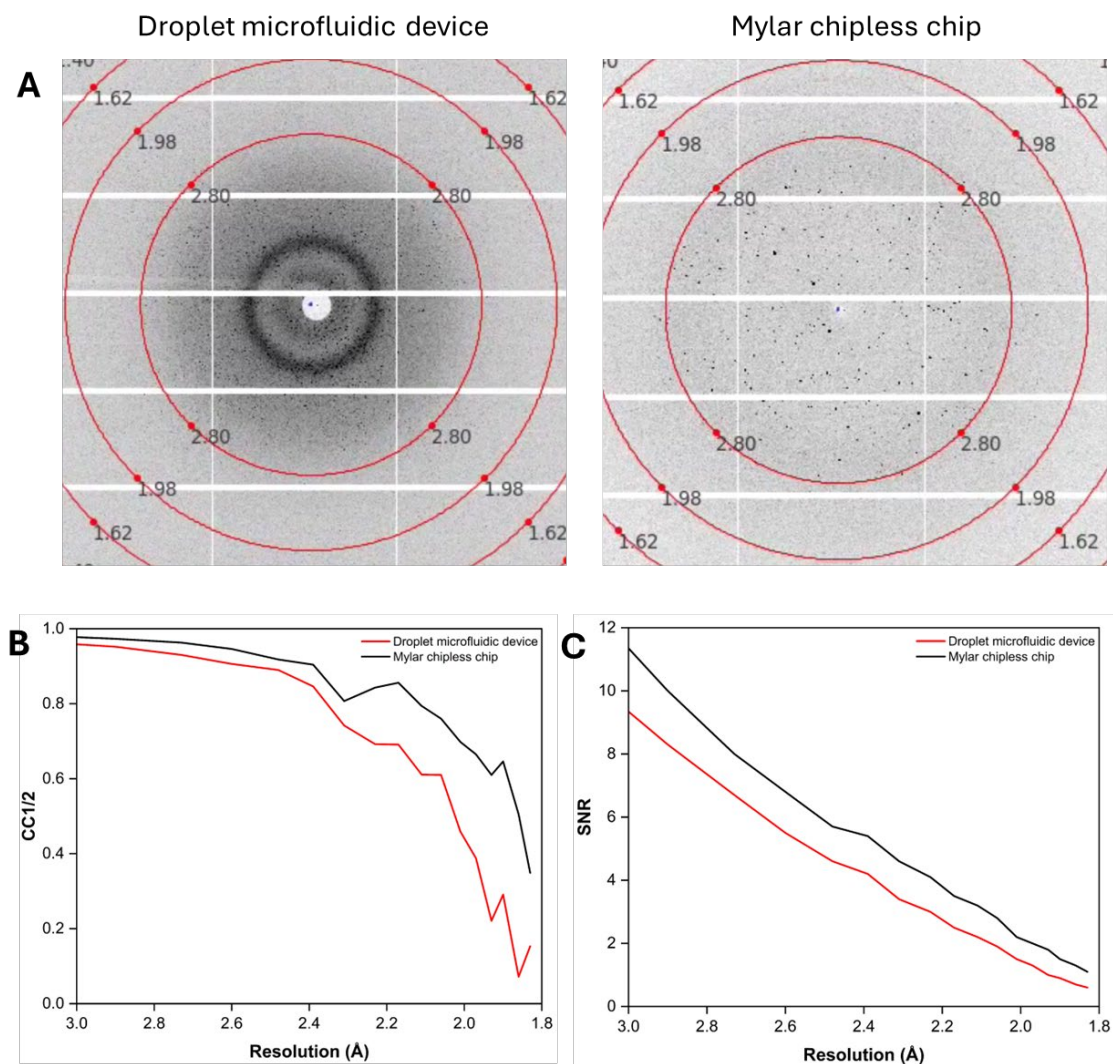 Droplet microfluidic device
Mylar chipless chip
A
1.62
1.62
1.98
1.98
2.80
2.80
2.80
2.80
1.98
1.98
1.62
1.62
1.62
1.62
1.98
1.98
2.80
2.80
2.80
2.80
1.98
1.98
1.62
1.62
B
1.0
0.8
0.6
0.4
0.2
0.0
CC1/2
Droplet microfluidic device
Mylar chipless chip
3.0 2.8 2.6 2.4 2.2 2.0 1.8
Resolution (Å)
C
12
10
8
6
4
2
0
SNR
Droplet microfluidic device
Mylar chipless chip
3.0 2.8 2.6 2.4 2.2 2.0 1.8
Resolution (Å)